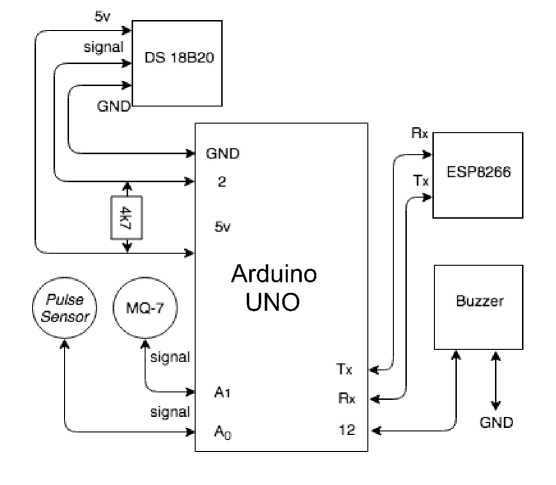 5v
signal
GND
DS 18B20
GND
2
4k7
5v
Arduino
UNO
Rx
Tx
ESP8266
Pulse
Sensor
MQ-7
Buzzer
signal
Tx
A1
Rx
signal
A0
12
GND